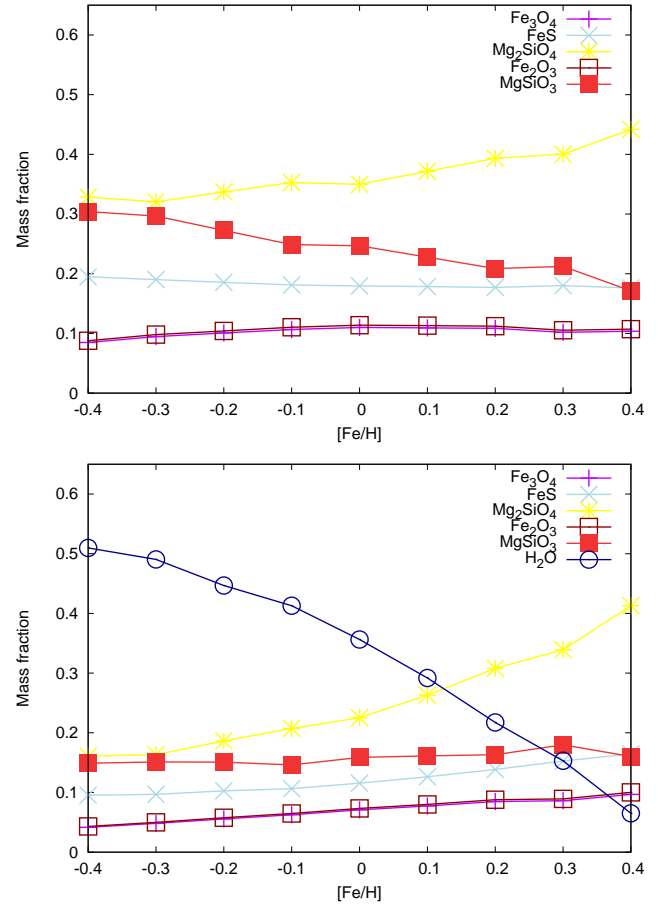 Fe3O4
FeS
Mg2SiO4
Fe2O3
MgSiO3
0.6
0.5
0.4
0.3
0.2
0.1
0
Mass fraction
-0.4 -0.3 -0.2 -0.1 0 0.1 0.2 0.3 0.4
[Fe/H]
Fe3O4
FeS
Mg2SiO4
Fe2O3
MgSiO3
H2O
0.6
0.5
0.4
0.3
0.2
0.1
0
Mass fraction
-0.4 -0.3 -0.2 -0.1 0 0.1 0.2 0.3 0.4
[Fe/H]